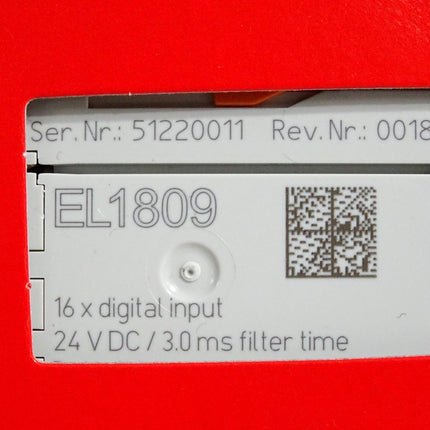 Ser.Nr.: 51220011 Rev.Nr.: 0018
EL1809
16 x digital input
24 V DC / 3.0 ms filter time